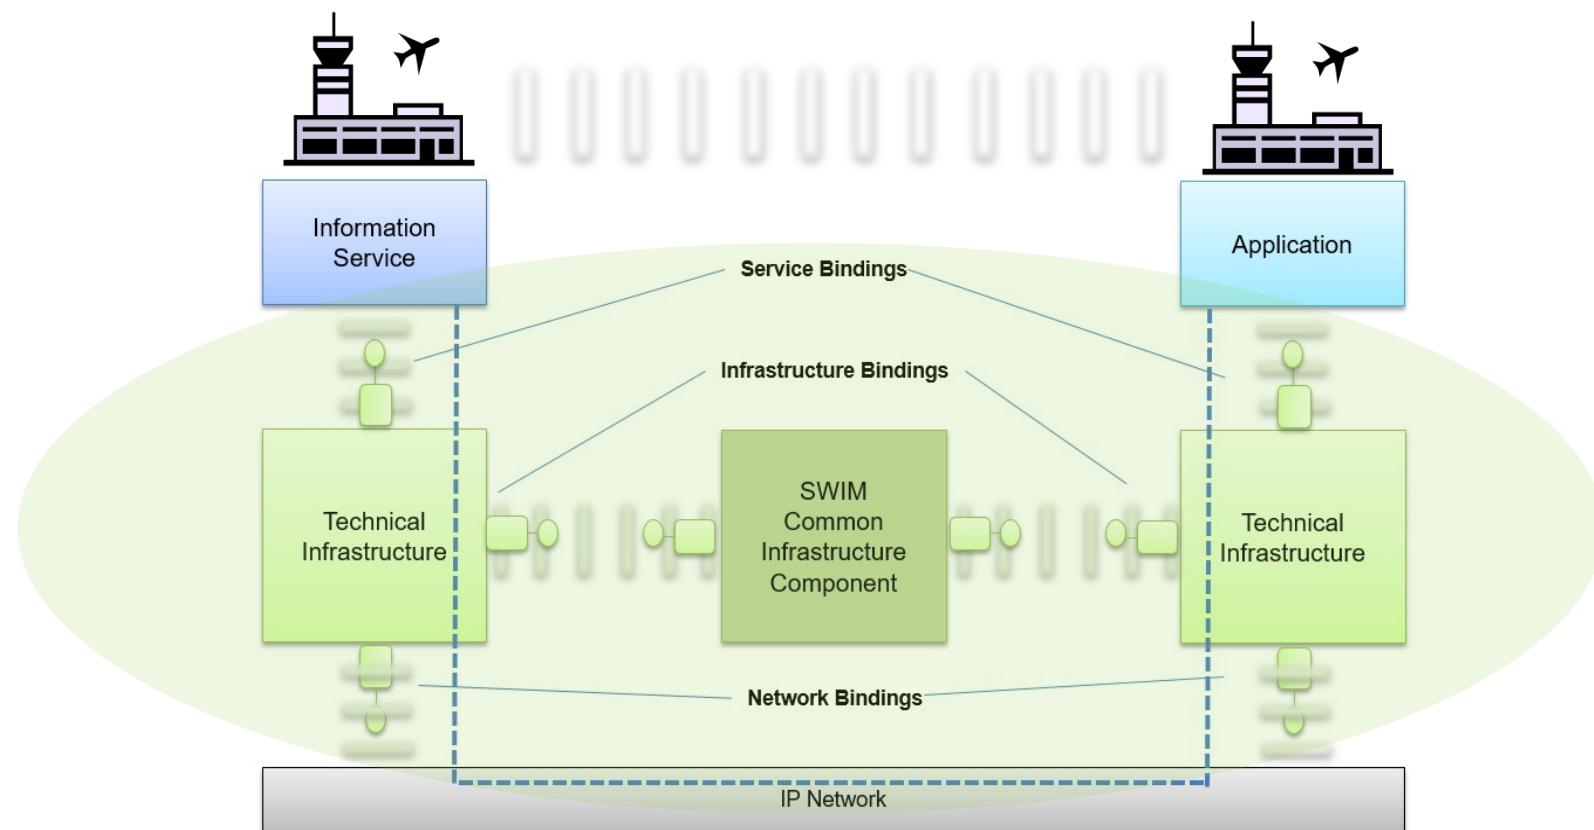 Information
Service
Application
Service Bindings
Infrastructure Bindings
Technical
Infrastructure
SWIM
Common
Infrastructure
Component
Technical
Infrastructure
Network Bindings
IP Network